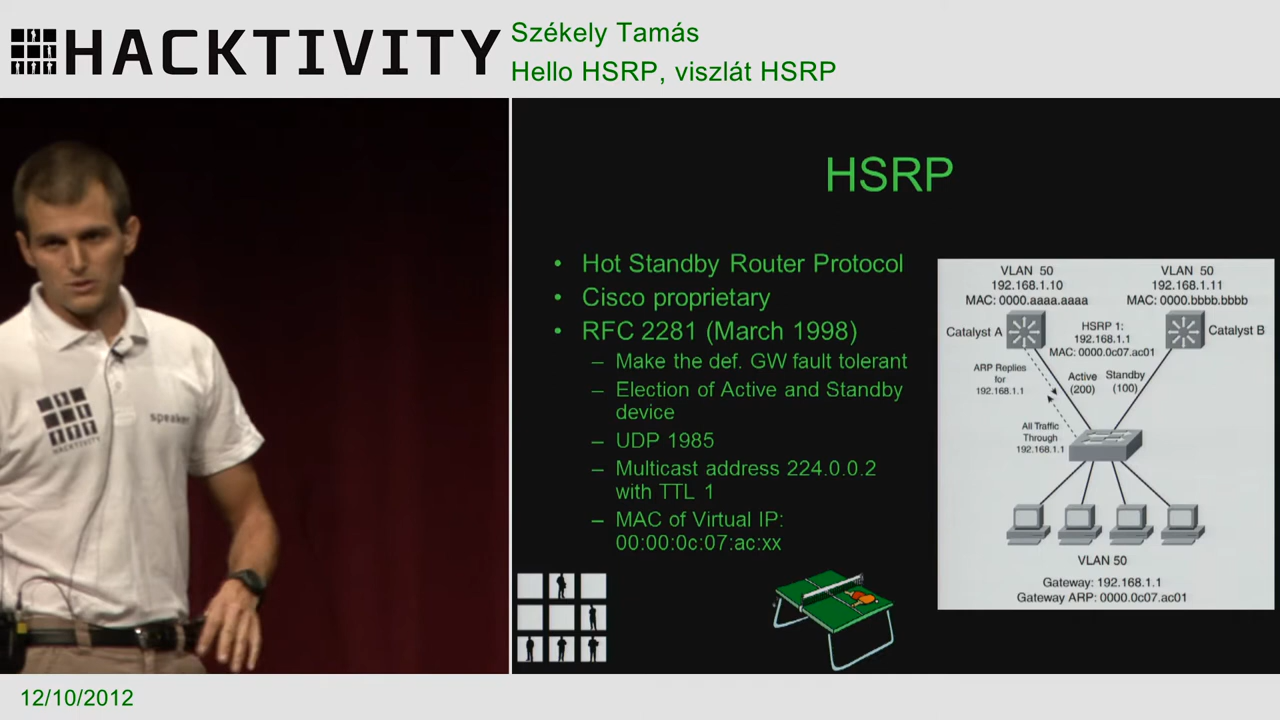 HACKTIVITY
Székely Tamás
Hello HSRP, viszlát HSRP
HSRP
• Hot Standby Router Protocol
• Cisco proprietary
• RFC 2281 (March 1998)
– Make the def. GW fault tolerant
– Election of Active and Standby
device
– UDP 1985
– Multicast address 224.0.0.2
with TTL 1
– MAC of Virtual IP:
00:00:0c:07:ac:xx
VLAN 50
192.168.1.10
MAC: 0000.aaaa.aaaa
VLAN 50
192.168.1.11
MAC: 0000.bbbb.bbbb
Catalyst A
HSRP 1:
192.168.1.1
MAC: 0000.0c07.ac01
Catalyst B
ARP Replies
for
192.168.1.1
Active
(200)
Standby
(100)
All Traffic
Through
192.168.1.1
VLAN 50
Gateway: 192.168.1.1
Gateway ARP: 0000.0c07.ac01
speaker
HACKTIVITY
12/10/2012